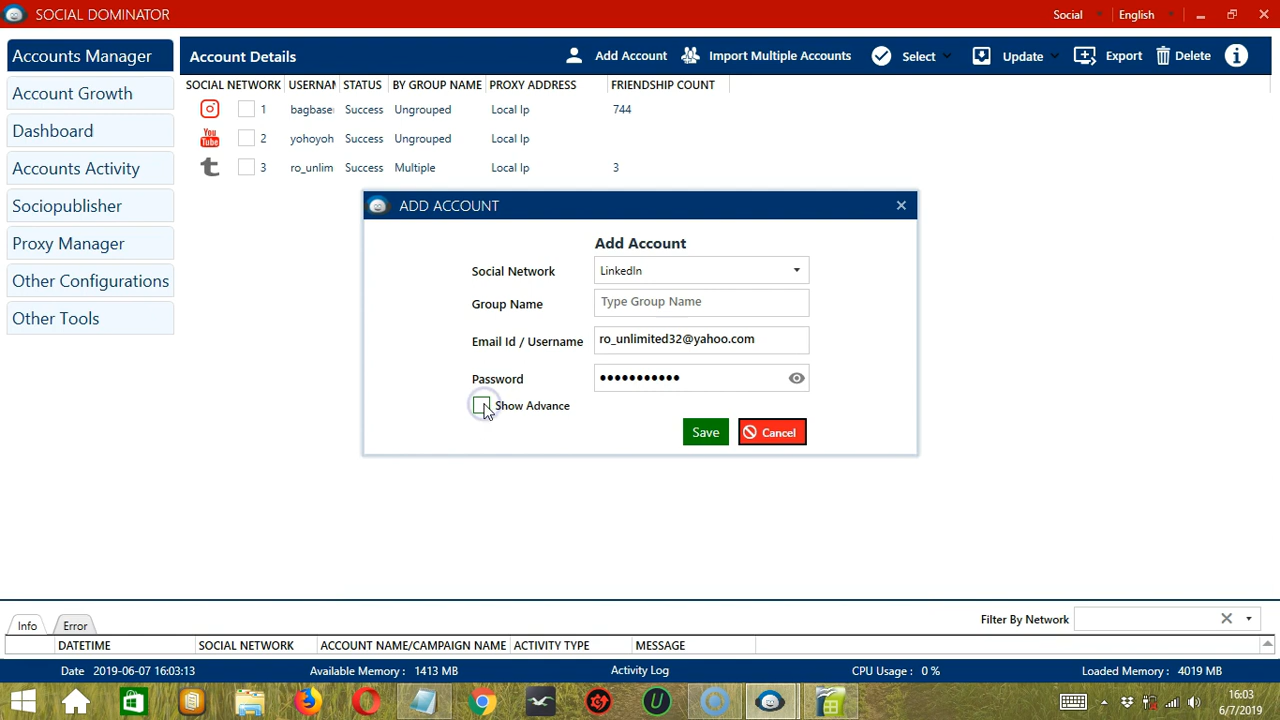 SOCIAL DOMINATOR
Social
English
Accounts Manager
Account Growth
Dashboard
Accounts Activity
Sociopublisher
Proxy Manager
Other Configurations
Other Tools
Account Details
Add Account
Import Multiple Accounts
Select
Update
Export
Delete
SOCIAL NETWORK USERNAM STATUS BY GROUP NAME PROXY ADDRESS FRIENDSHIP COUNT
1 bagbase Success Ungrouped Local Ip 744
You Tube 2 yohoyoh Success Ungrouped Local Ip
t 3 ro_unlim Success Multiple Local Ip 3
ADD ACCOUNT
Add Account
Social Network LinkedIn
Group Name Type Group Name
Email Id / Username ro_unlimited32@yahoo.com
Password •••••••••••
Show Advance
Save
Cancel
Info
Error
Filter By Network
DATETIME SOCIAL NETWORK ACCOUNT NAME/CAMPAIGN NAME ACTIVITY TYPE MESSAGE
Date 2019-06-07 16:03:13 Available Memory : 1413 MB Activity Log CPU Usage : 0 % Loaded Memory : 4019 MB
16:03
6/7/2019